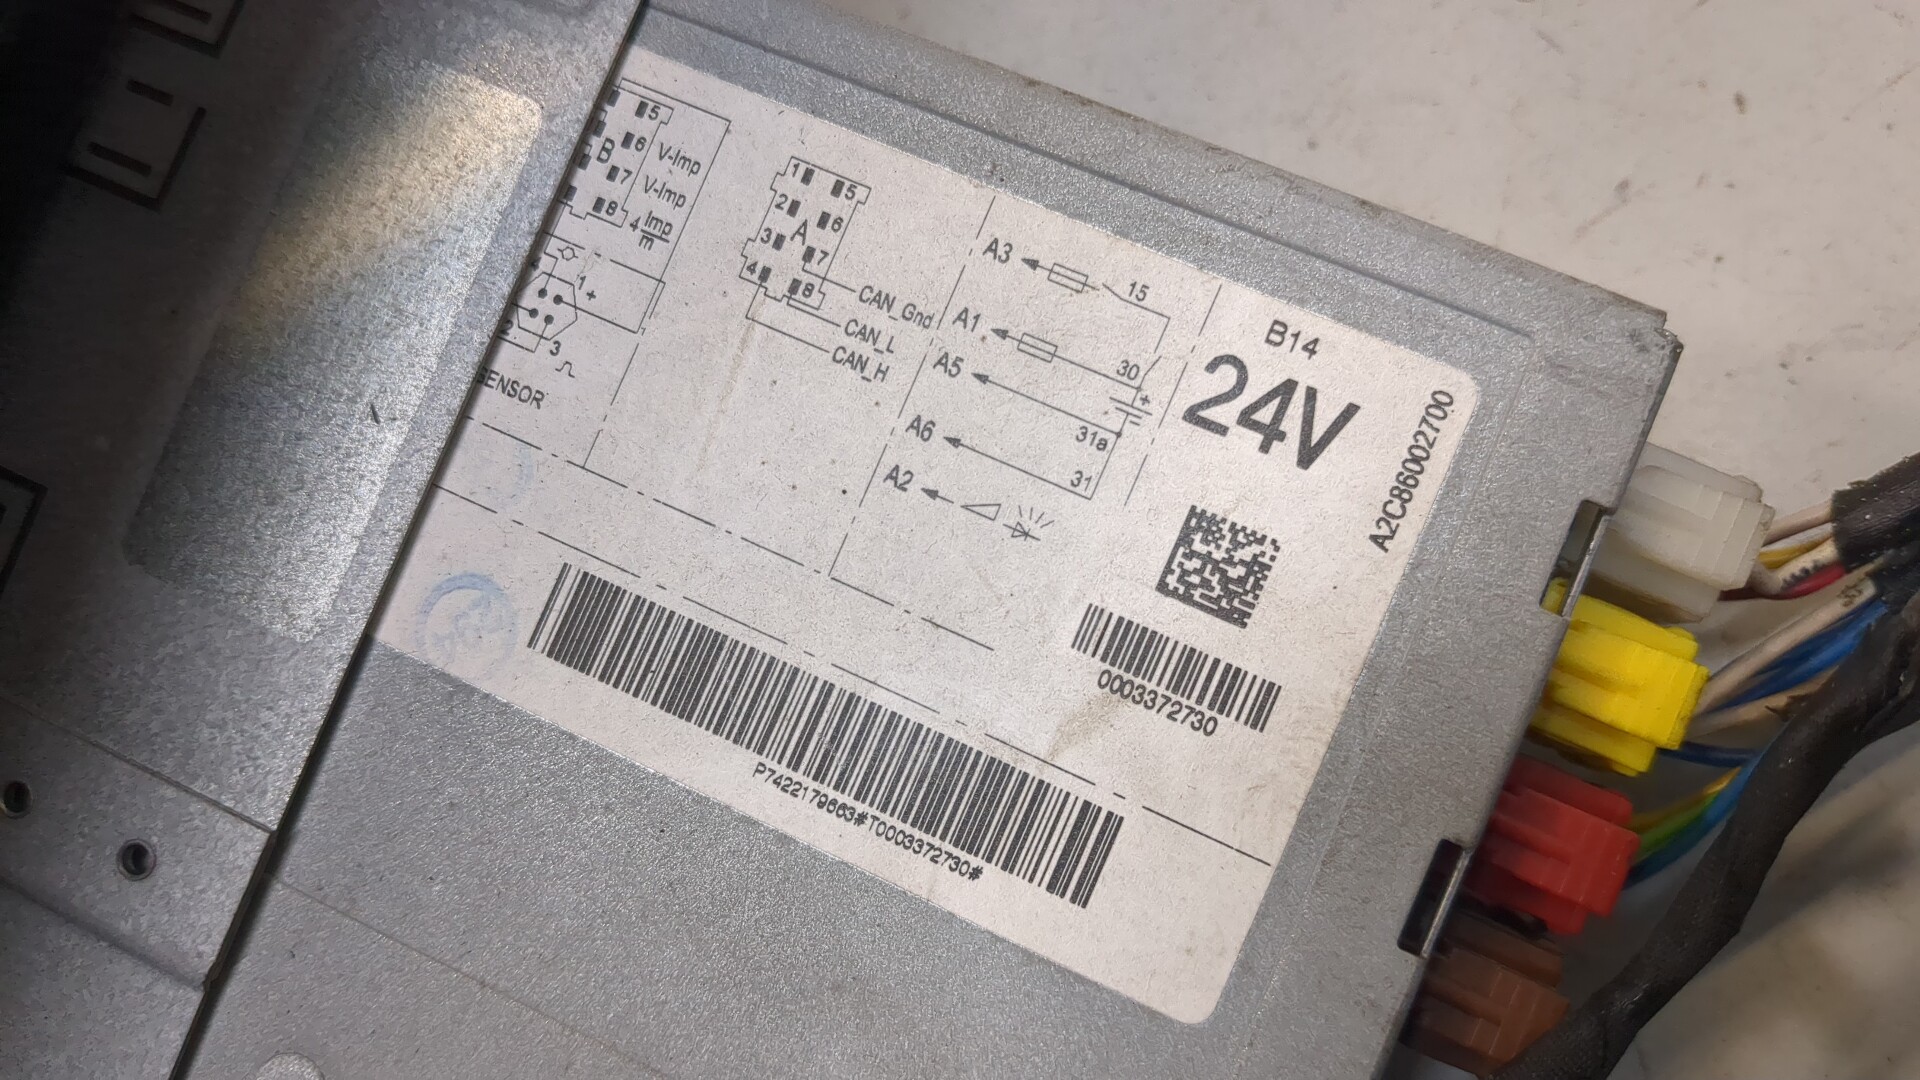 5
6
B
7
8
V-Imp
V-Imp
4 Imp
m
1
+
2
3
SENSOR
1
5
2
6
A
3
7
4
8
CAN_Gnd
CAN_L
CAN_H
A3
15
A1
30
A5
+
-
31a
A6
31
A2
B14
24V
A2C86002700
0003372730
P7422179663#T0003372730#